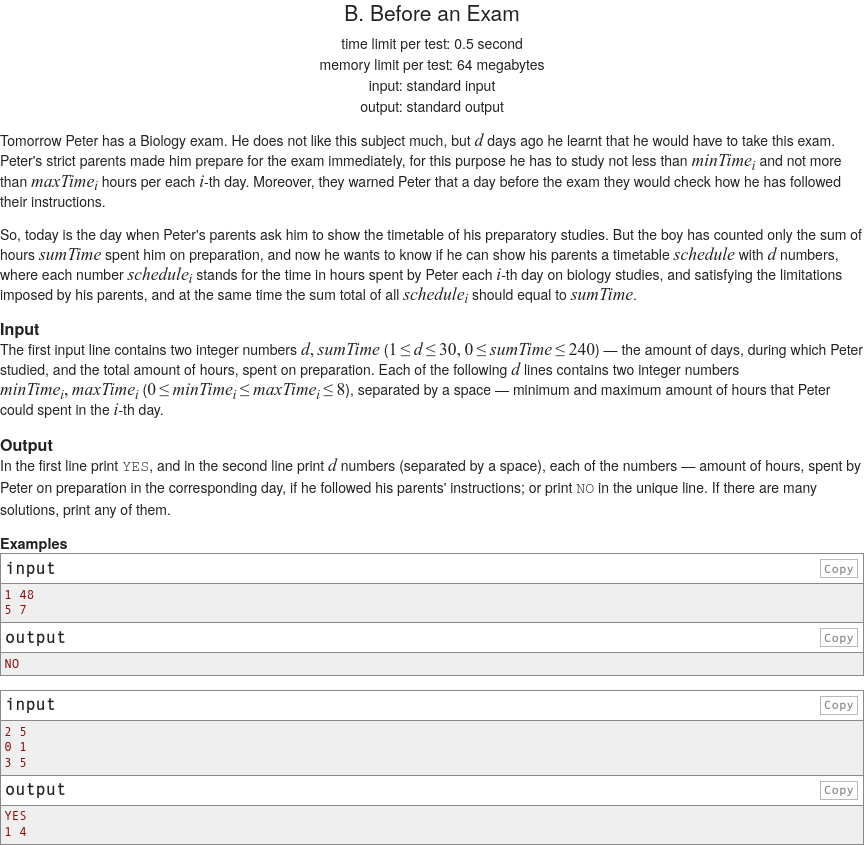 B. Before an Exam
time limit per test: 0.5 second
memory limit per test: 64 megabytes
input: standard input
output: standard output
Tomorrow Peter has a Biology exam. He does not like this subject much, but d days ago he learnt that he would have to take this exam.
Peter's strict parents made him prepare for the exam immediately, for this purpose he has to study not less than minTimeᵢ and not more
than maxTimeᵢ hours per each i-th day. Moreover, they warned Peter that a day before the exam they would check how he has followed
their instructions.
So, today is the day when Peter's parents ask him to show the timetable of his preparatory studies. But the boy has counted only the sum of
hours sumTime spent him on preparation, and now he wants to know if he can show his parents a timetable schedule with d numbers,
where each number scheduleᵢ stands for the time in hours spent by Peter each i-th day on biology studies, and satisfying the limitations
imposed by his parents, and at the same time the sum total of all scheduleᵢ should equal to sumTime.
Input
The first input line contains two integer numbers d, sumTime (1 ≤ d ≤ 30, 0 ≤ sumTime ≤ 240) — the amount of days, during which Peter
studied, and the total amount of hours, spent on preparation. Each of the following d lines contains two integer numbers
minTimeᵢ, maxTimeᵢ (0 ≤ minTimeᵢ ≤ maxTimeᵢ ≤ 8), separated by a space — minimum and maximum amount of hours that Peter
could spent in the i-th day.
Output
In the first line print YES, and in the second line print d numbers (separated by a space), each of the numbers — amount of hours, spent by
Peter on preparation in the corresponding day, if he followed his parents' instructions; or print NO in the unique line. If there are many
solutions, print any of them.
Examples
input Copy
1 48
5 7
output Copy
NO
input Copy
2 5
0 1
3 5
output Copy
YES
1 4